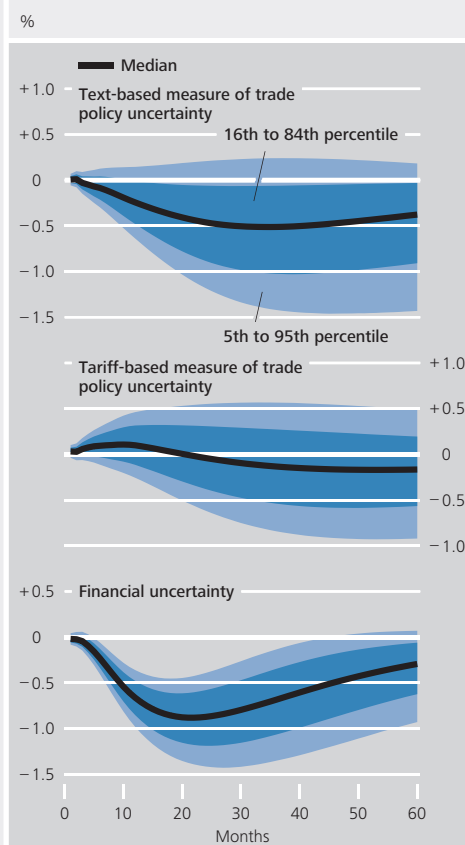 %
Median
+1.0
Text-based measure of trade
policy uncertainty
+0.5
16th to 84th percentile
0
−0.5
−1.0
−1.5
5th to 95th percentile
Tariff-based measure of trade
policy uncertainty
+1.0
+0.5
0
−0.5
−1.0
+0.5
Financial uncertainty
0
−0.5
−1.0
−1.5
0 10 20 30 40 50 60
Months